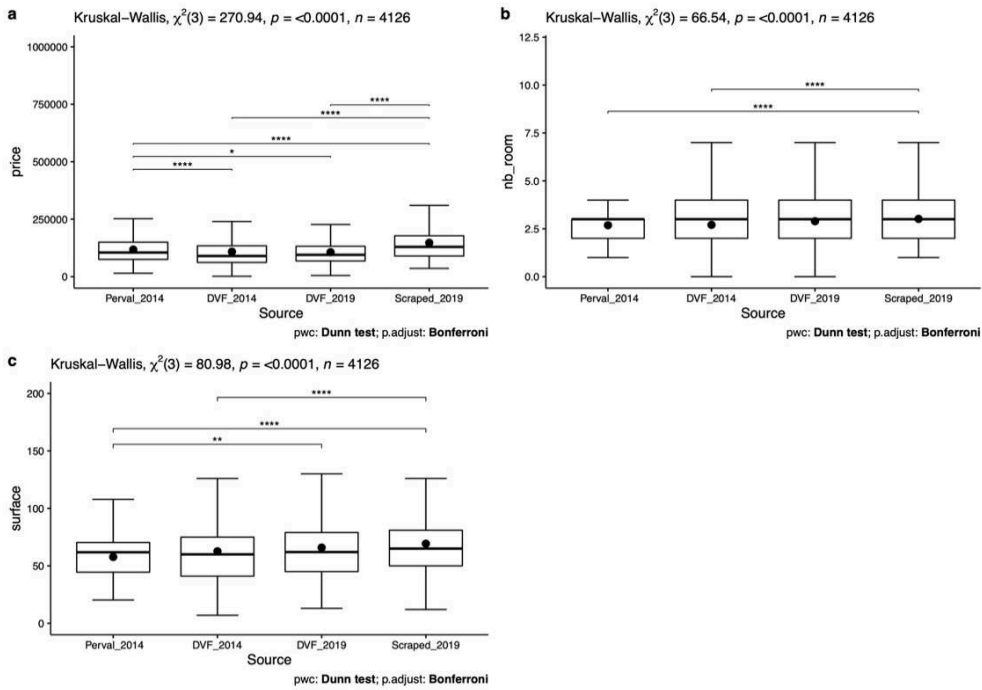 a Kruskal–Wallis, χ²(3) = 270.94, p = <0.0001, n = 4126
1000000
750000
500000
250000
0
price
****
****
****
*
****
Perval_2014 DVF_2014 DVF_2019 Scraped_2019
Source
pwc: Dunn test; p.adjust: Bonferroni
b Kruskal–Wallis, χ²(3) = 66.54, p = <0.0001, n = 4126
12.5
10.0
7.5
5.0
2.5
0.0
nb_room
****
****
Perval_2014 DVF_2014 DVF_2019 Scraped_2019
Source
pwc: Dunn test; p.adjust: Bonferroni
c Kruskal–Wallis, χ²(3) = 80.98, p = <0.0001, n = 4126
200
150
100
50
0
surface
****
****
**
Perval_2014 DVF_2014 DVF_2019 Scraped_2019
Source
pwc: Dunn test; p.adjust: Bonferroni